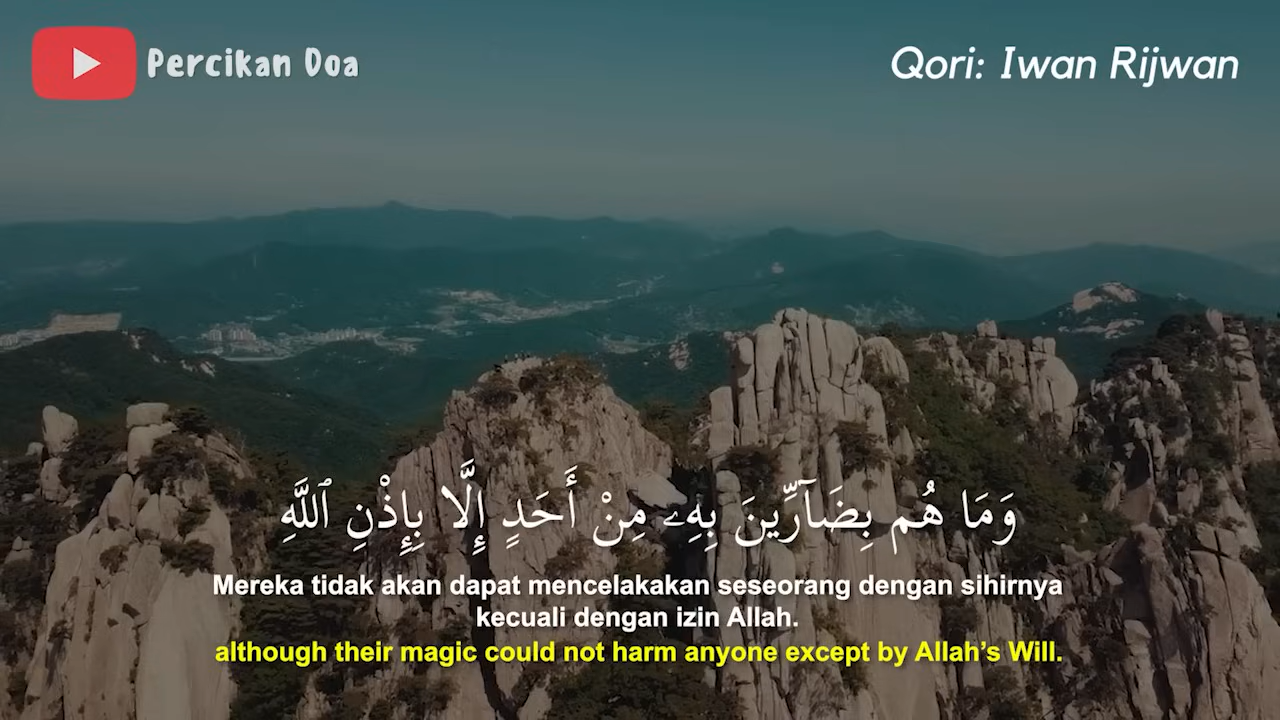 Percikan Doa
Qori: Iwan Rijwan
وَمَا هُم بِضَآرِّينَ بِهِۦ مِنْ أَحَدٍ إِلَّا بِإِذْنِ ٱللَّهِ
Mereka tidak akan dapat mencelakakan seseorang dengan sihirnya
kecuali dengan izin Allah.
although their magic could not harm anyone except by Allah’s Will.